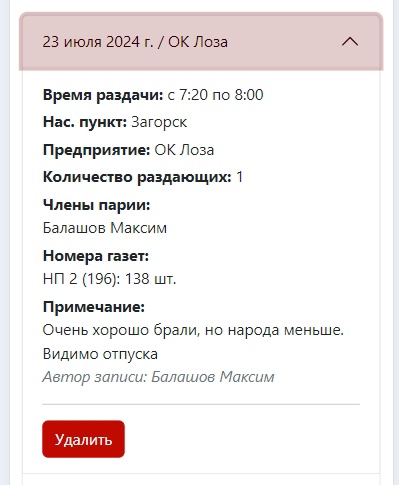 23 июля 2024 г. / ОК Лоза
Время раздачи: с 7:20 по 8:00
Нас. пункт: Загорск
Предприятие: ОК Лоза
Количество раздающих: 1
Члены парии:
Балашов Максим
Номера газет:
НП 2 (196): 138 шт.
Примечание:
Очень хорошо брали, но народа меньше.
Видимо отпуска
Автор записи: Балашов Максим
Удалить